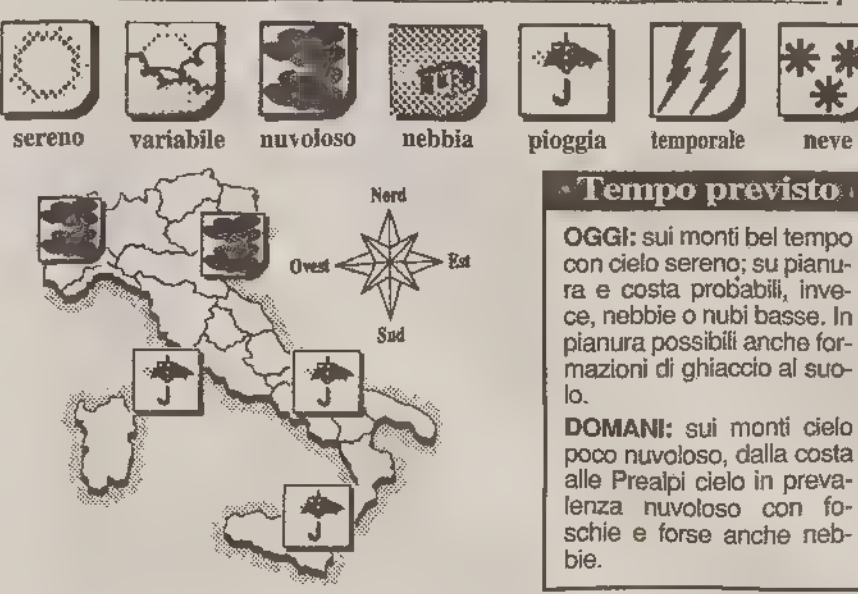 sereno variabile nuvoloso nebbia pioggia temporale neve
Nord
Ovest Est
Sud
Tempo previsto
OGGI: sui monti bel tempo
con cielo sereno; su pianu-
ra e costa probabili, inve-
ce, nebbie o nubi basse. In
pianura possibili anche for-
mazioni di ghiaccio al suo-
lo.
DOMANI: sui monti cielo
poco nuvoloso, dalla costa
alle Prealpi cielo in preva-
lenza nuvoloso con fo-
schie e forse anche neb-
bie.